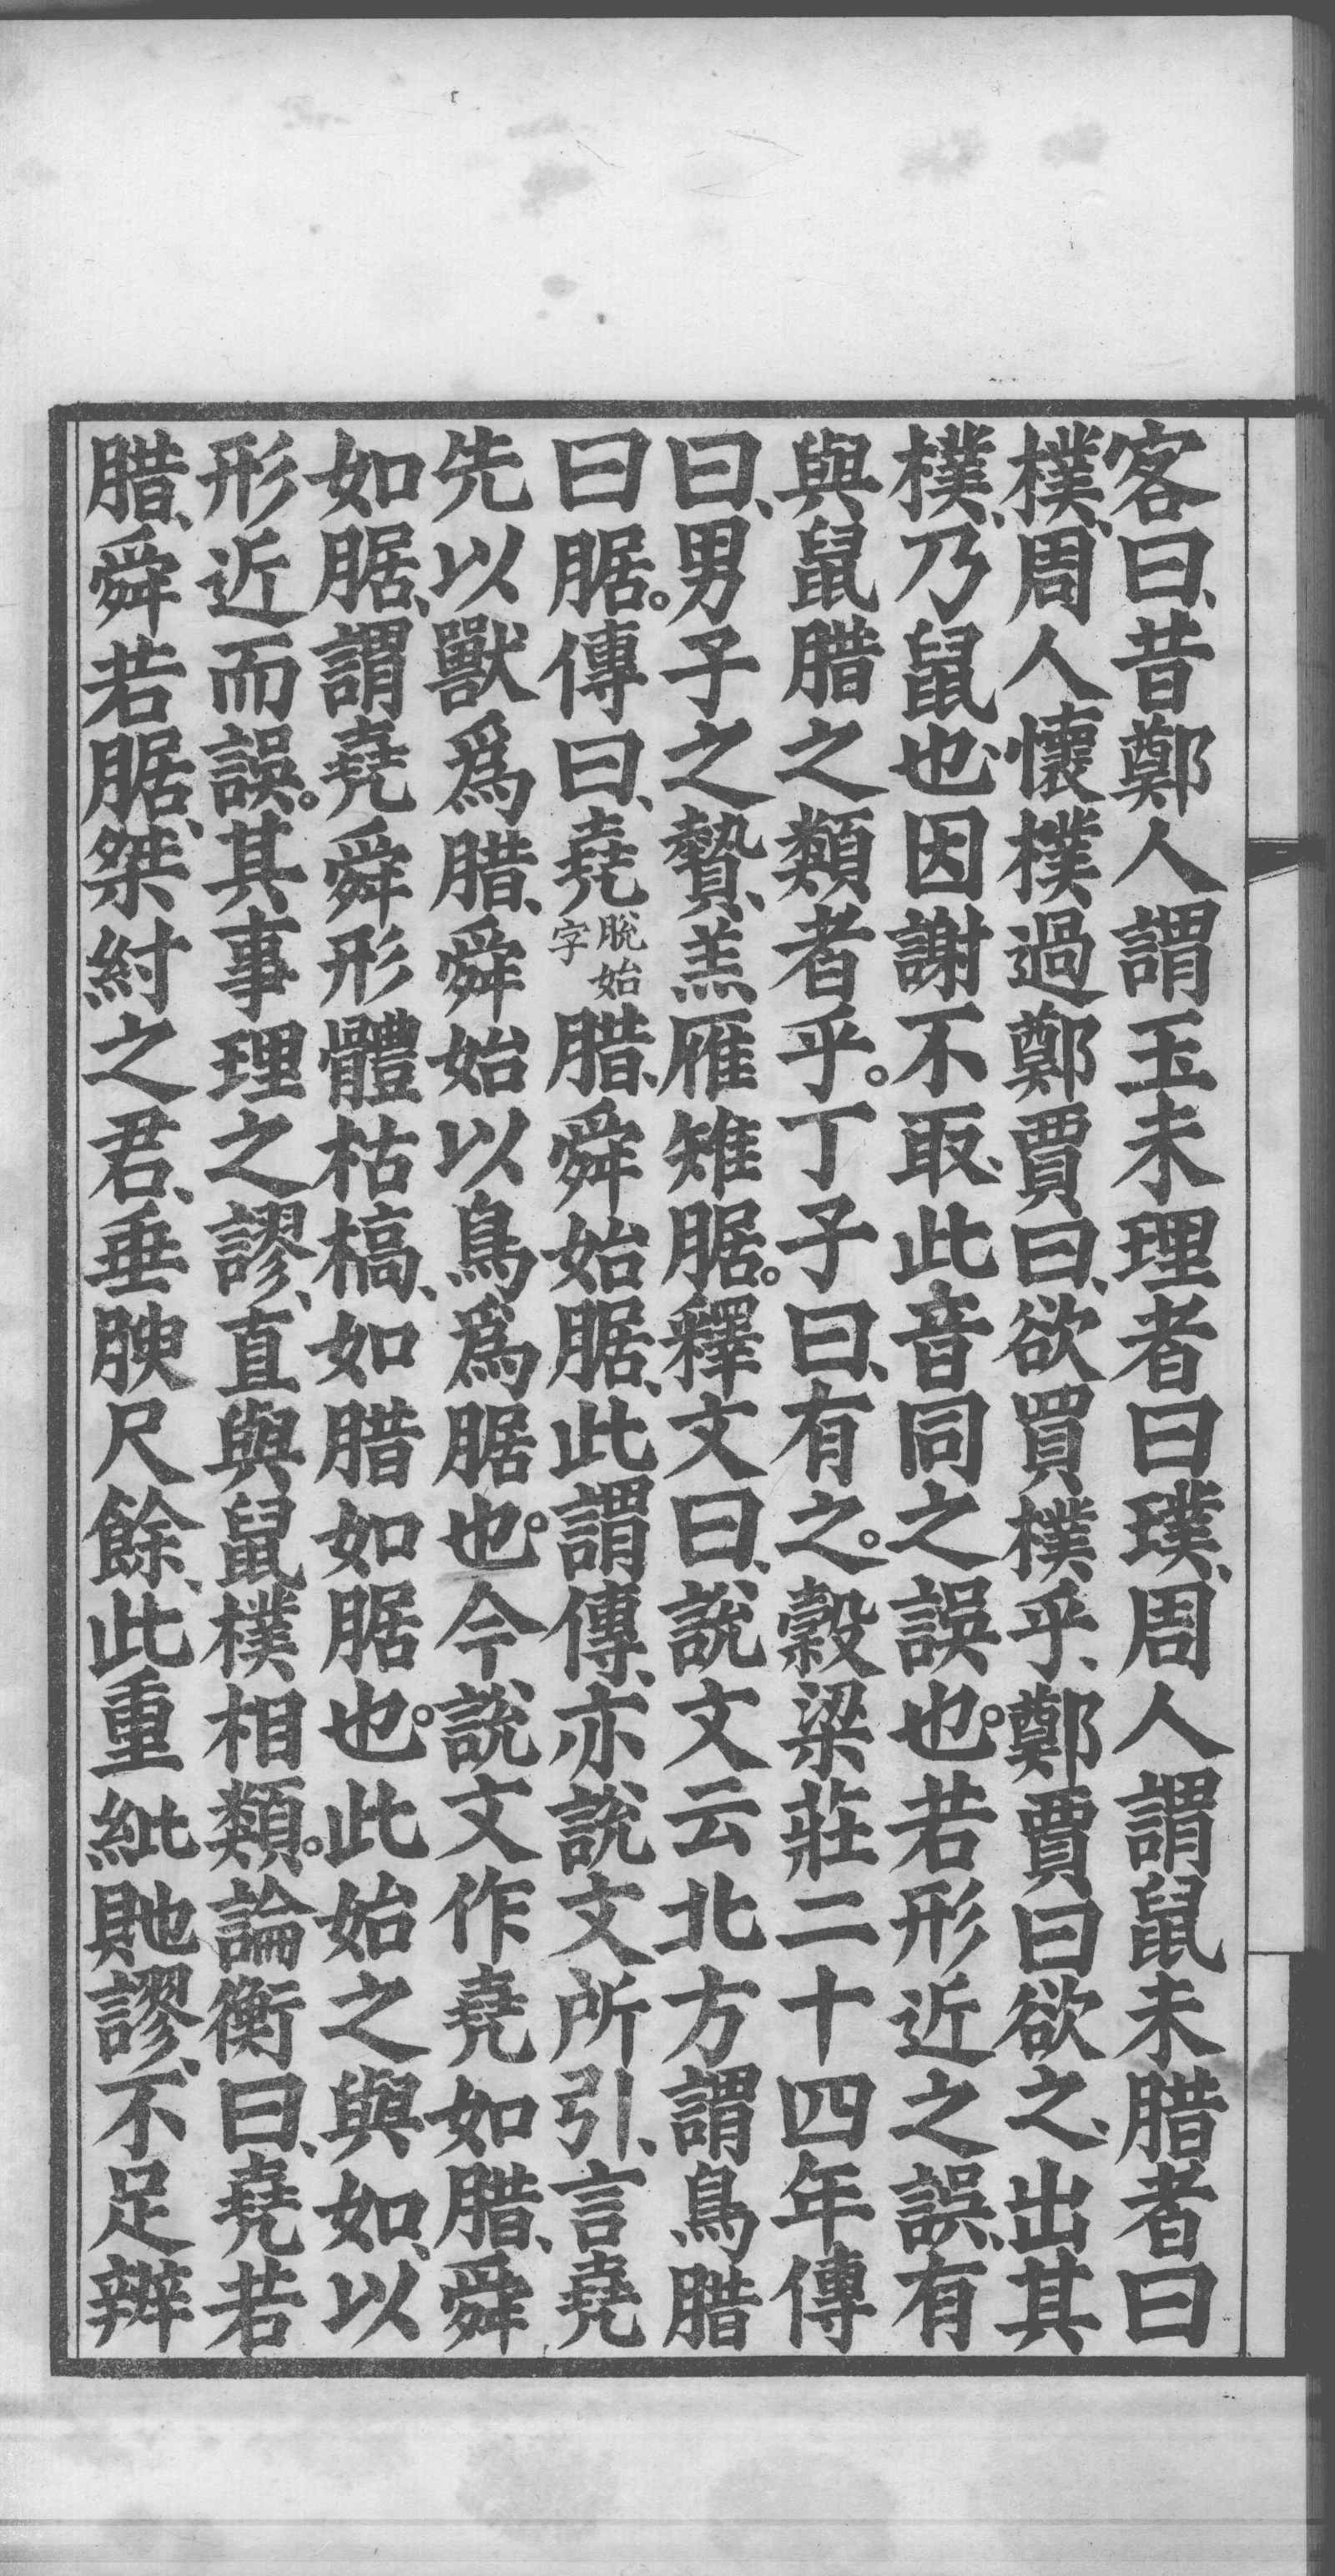 客曰、昔鄭人謂玉未理者曰璞、周人謂鼠未腊者曰
樸、周人懷樸過鄭賈曰、欲買樸乎、鄭賈曰欲之、出其
樸、乃鼠也、因謝不取、此音同之誤也。若形近之誤、有
與鼠腊之類者乎。丁子曰、有之。穀梁莊二十四年傳
曰、男子之贄、羔雁雉腒。釋文曰、說文云北方謂鳥腊
曰腒。傳曰、堯脫始字腊、舜始腒、此謂傳、亦說文所引、言堯
先以獸爲腊、舜始以鳥爲腒也。今說文作堯如腊、舜
如腒、謂堯舜形體枯槁、如腊如腒也。此始之與如、以
形近而誤。其事理之謬、直與鼠樸相類。論衡曰、堯若
腊、舜若腒、桀紂之君、垂腴尺餘、此重紕貤謬、不足辨